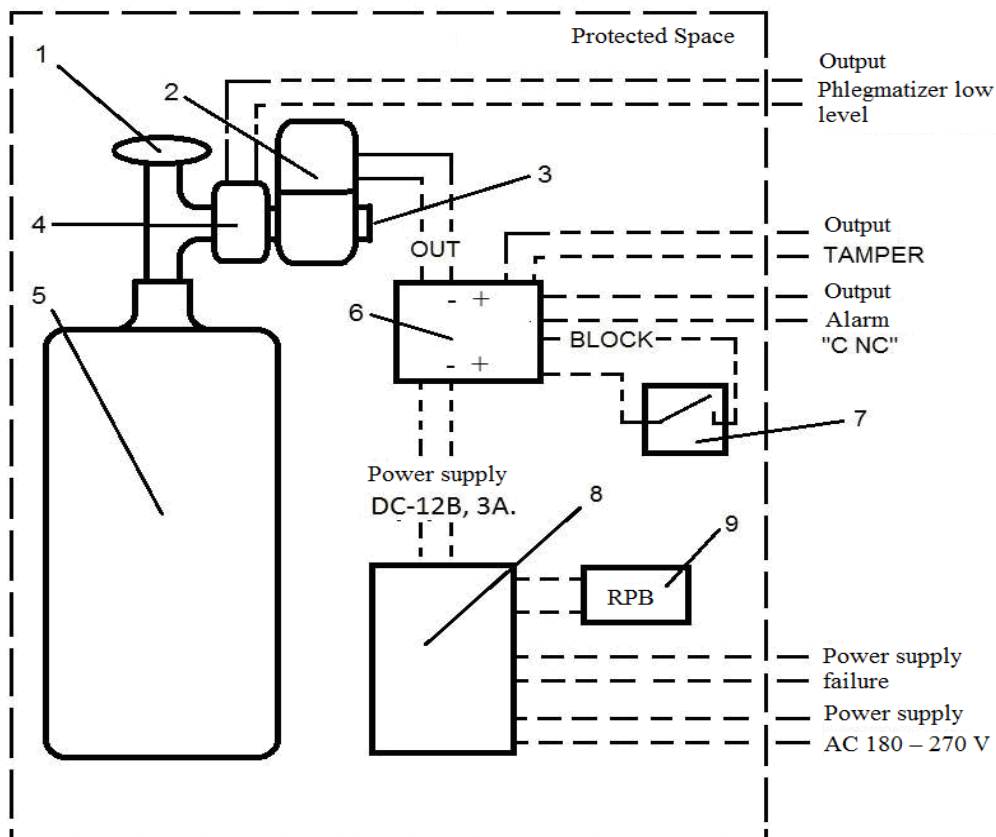 Protected Space
Output
Phlegmatizer low
level
1
2
3
4
OUT
Output
TAMPER
5
6
- +
Output
Alarm
"C NC"
BLOCK
- +
7
Power supply
DC-12B, 3A.
8
9
RPB
Power supply
failure
Power supply
AC 180 – 270 V